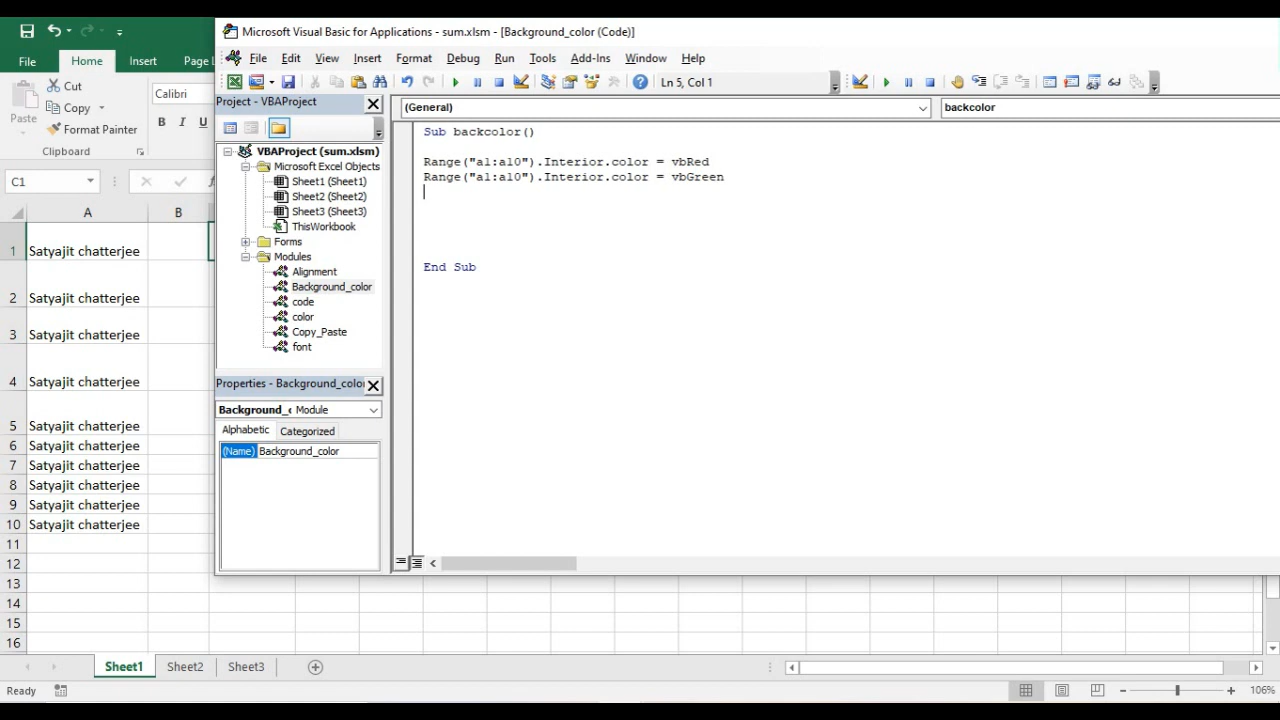 Microsoft Visual Basic for Applications - sum.xlsm - [Background_color (Code)]
File Home Insert Page L
File Edit View Insert Format Debug Run Tools Add-Ins Window Help
Ln 5, Col 1
Cut
Copy
Format Painter
Paste
Clipboard
Calibri
B I U
C1
Project - VBAProject
VBAProject (sum.xlsm)
Microsoft Excel Objects
Sheet1 (Sheet1)
Sheet2 (Sheet2)
Sheet3 (Sheet3)
ThisWorkbook
Forms
Modules
Alignment
Background_color
code
color
Copy_Paste
font
Properties - Background_color
Background_c Module
Alphabetic Categorized
(Name) Background_color
(General) backcolor
Sub backcolor()
Range("a1:a10").Interior.color = vbRed
Range("a1:a10").Interior.color = vbGreen
End Sub
A B
1 Satyajit chatterjee
2 Satyajit chatterjee
3 Satyajit chatterjee
4 Satyajit chatterjee
5 Satyajit chatterjee
6 Satyajit chatterjee
7 Satyajit chatterjee
8 Satyajit chatterjee
9 Satyajit chatterjee
10 Satyajit chatterjee
11
12
13
14
15
16
Sheet1 Sheet2 Sheet3
Ready 106%